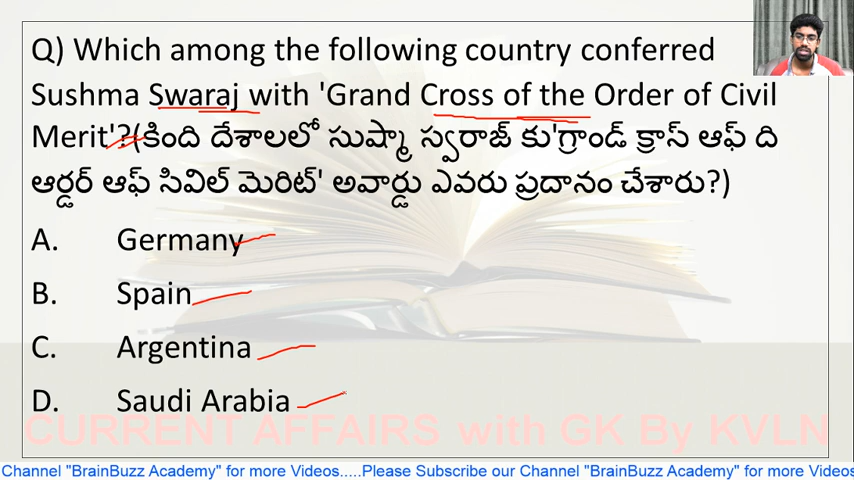 Q) Which among the following country conferred
Sushma Swaraj with 'Grand Cross of the Order of Civil
Merit'?(కింది దేశాలలో సుష్మా స్వరాజ్ కు'గ్రాండ్ క్రాస్ ఆఫ్ ది
ఆర్డర్ ఆఫ్ సివిల్ మెరిట్' అవార్డు ఎవరు ప్రదానం చేశారు?)
A. Germany
B. Spain
C. Argentina
D. Saudi Arabia
CURRENT AFFAIRS with GK By KVLN
Channel "BrainBuzz Academy" for more Videos.....Please Subscribe our Channel "BrainBuzz Academy" for more Videos